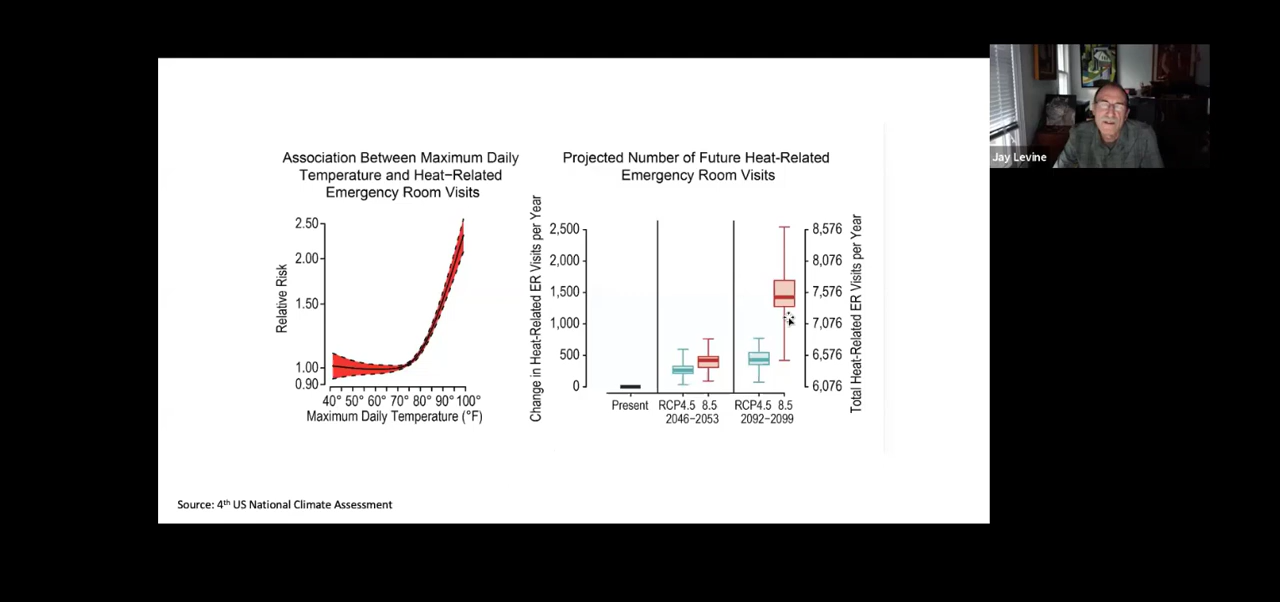 Jay Levine
Association Between Maximum Daily
Temperature and Heat-Related
Emergency Room Visits
2.50
2.00
1.50
1.00
0.90
Relative Risk
40° 50° 60° 70° 80° 90° 100°
Maximum Daily Temperature (°F)
Projected Number of Future Heat-Related
Emergency Room Visits
Change in Heat-Related ER Visits per Year
2,500
2,000
1,500
1,000
500
0
8,576
8,076
7,576
7,076
6,576
6,076
Total Heat-Related ER Visits per Year
Present
RCP4.5 8.5
2046-2053
RCP4.5 8.5
2092-2099
Source: 4th US National Climate Assessment